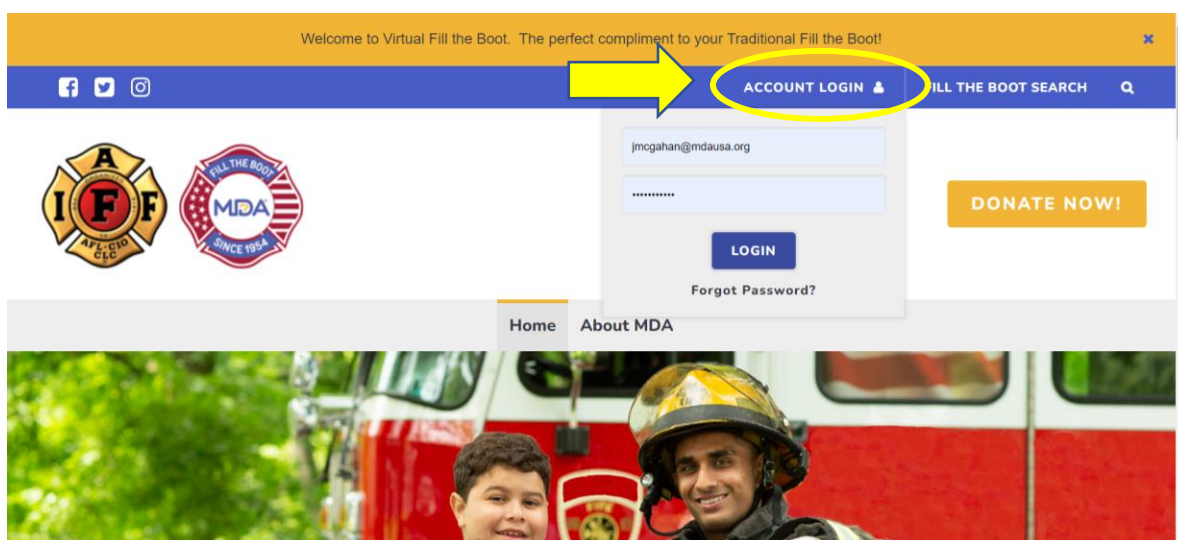 Welcome to Virtual Fill the Boot. The perfect compliment to your Traditional Fill the Boot!
ACCOUNT LOGIN
ILL THE BOOT SEARCH
jmcgahan@mdausa.org
•••••••••••
LOGIN
Forgot Password?
A
I F F
AFL-CIO
CLC
FILL THE BOOT
MDA
SINCE 1954
DONATE NOW!
Home About MDA